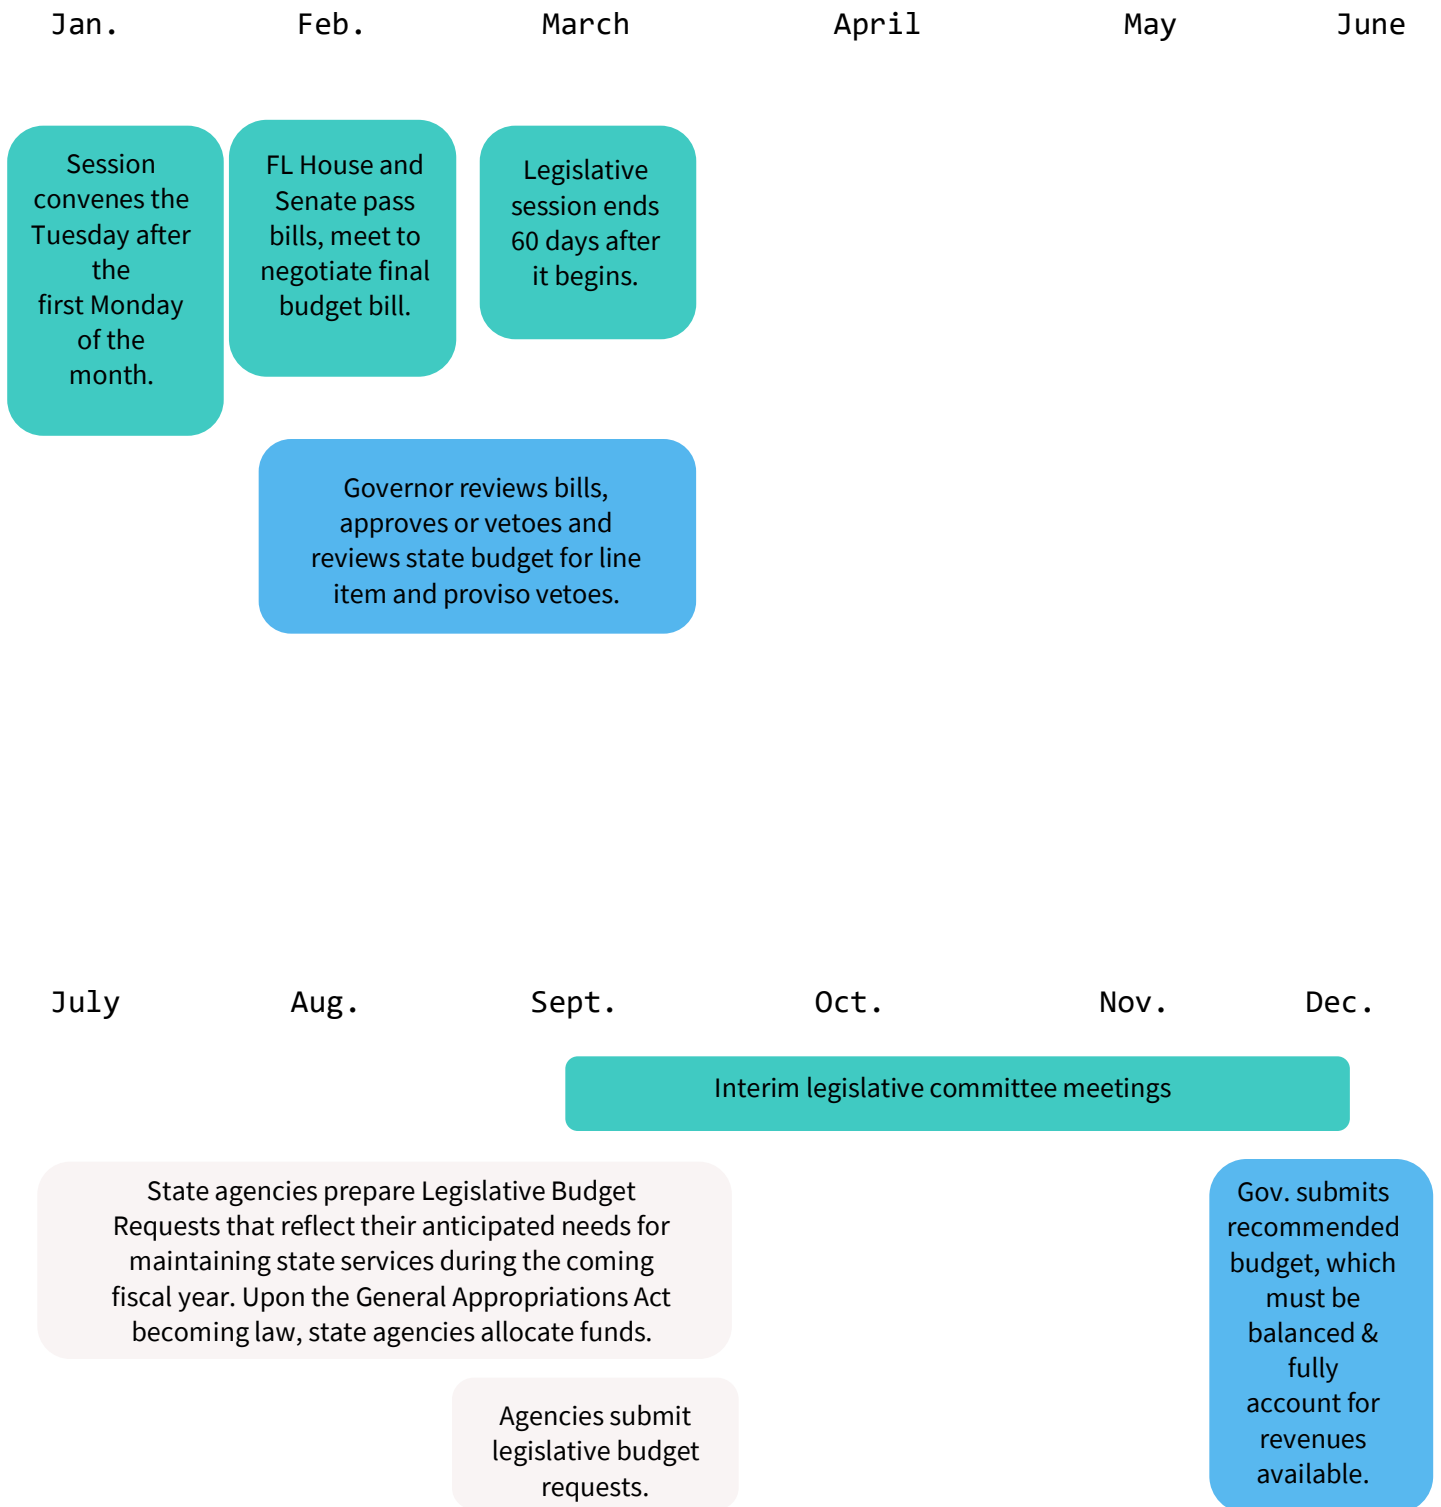 Jan. Feb. March April May June
Session
convenes the
Tuesday after
the
first Monday
of the
month.
FL House and
Senate pass
bills, meet to
negotiate final
budget bill.
Legislative
session ends
60 days after
it begins.
Governor reviews bills,
approves or vetoes and
reviews state budget for line
item and proviso vetoes.
July Aug. Sept. Oct. Nov. Dec.
Interim legislative committee meetings
State agencies prepare Legislative Budget
Requests that reflect their anticipated needs for
maintaining state services during the coming
fiscal year. Upon the General Appropriations Act
becoming law, state agencies allocate funds.
Gov. submits
recommended
budget, which
must be
balanced &
fully
account for
revenues
available.
Agencies submit
legislative budget
requests.